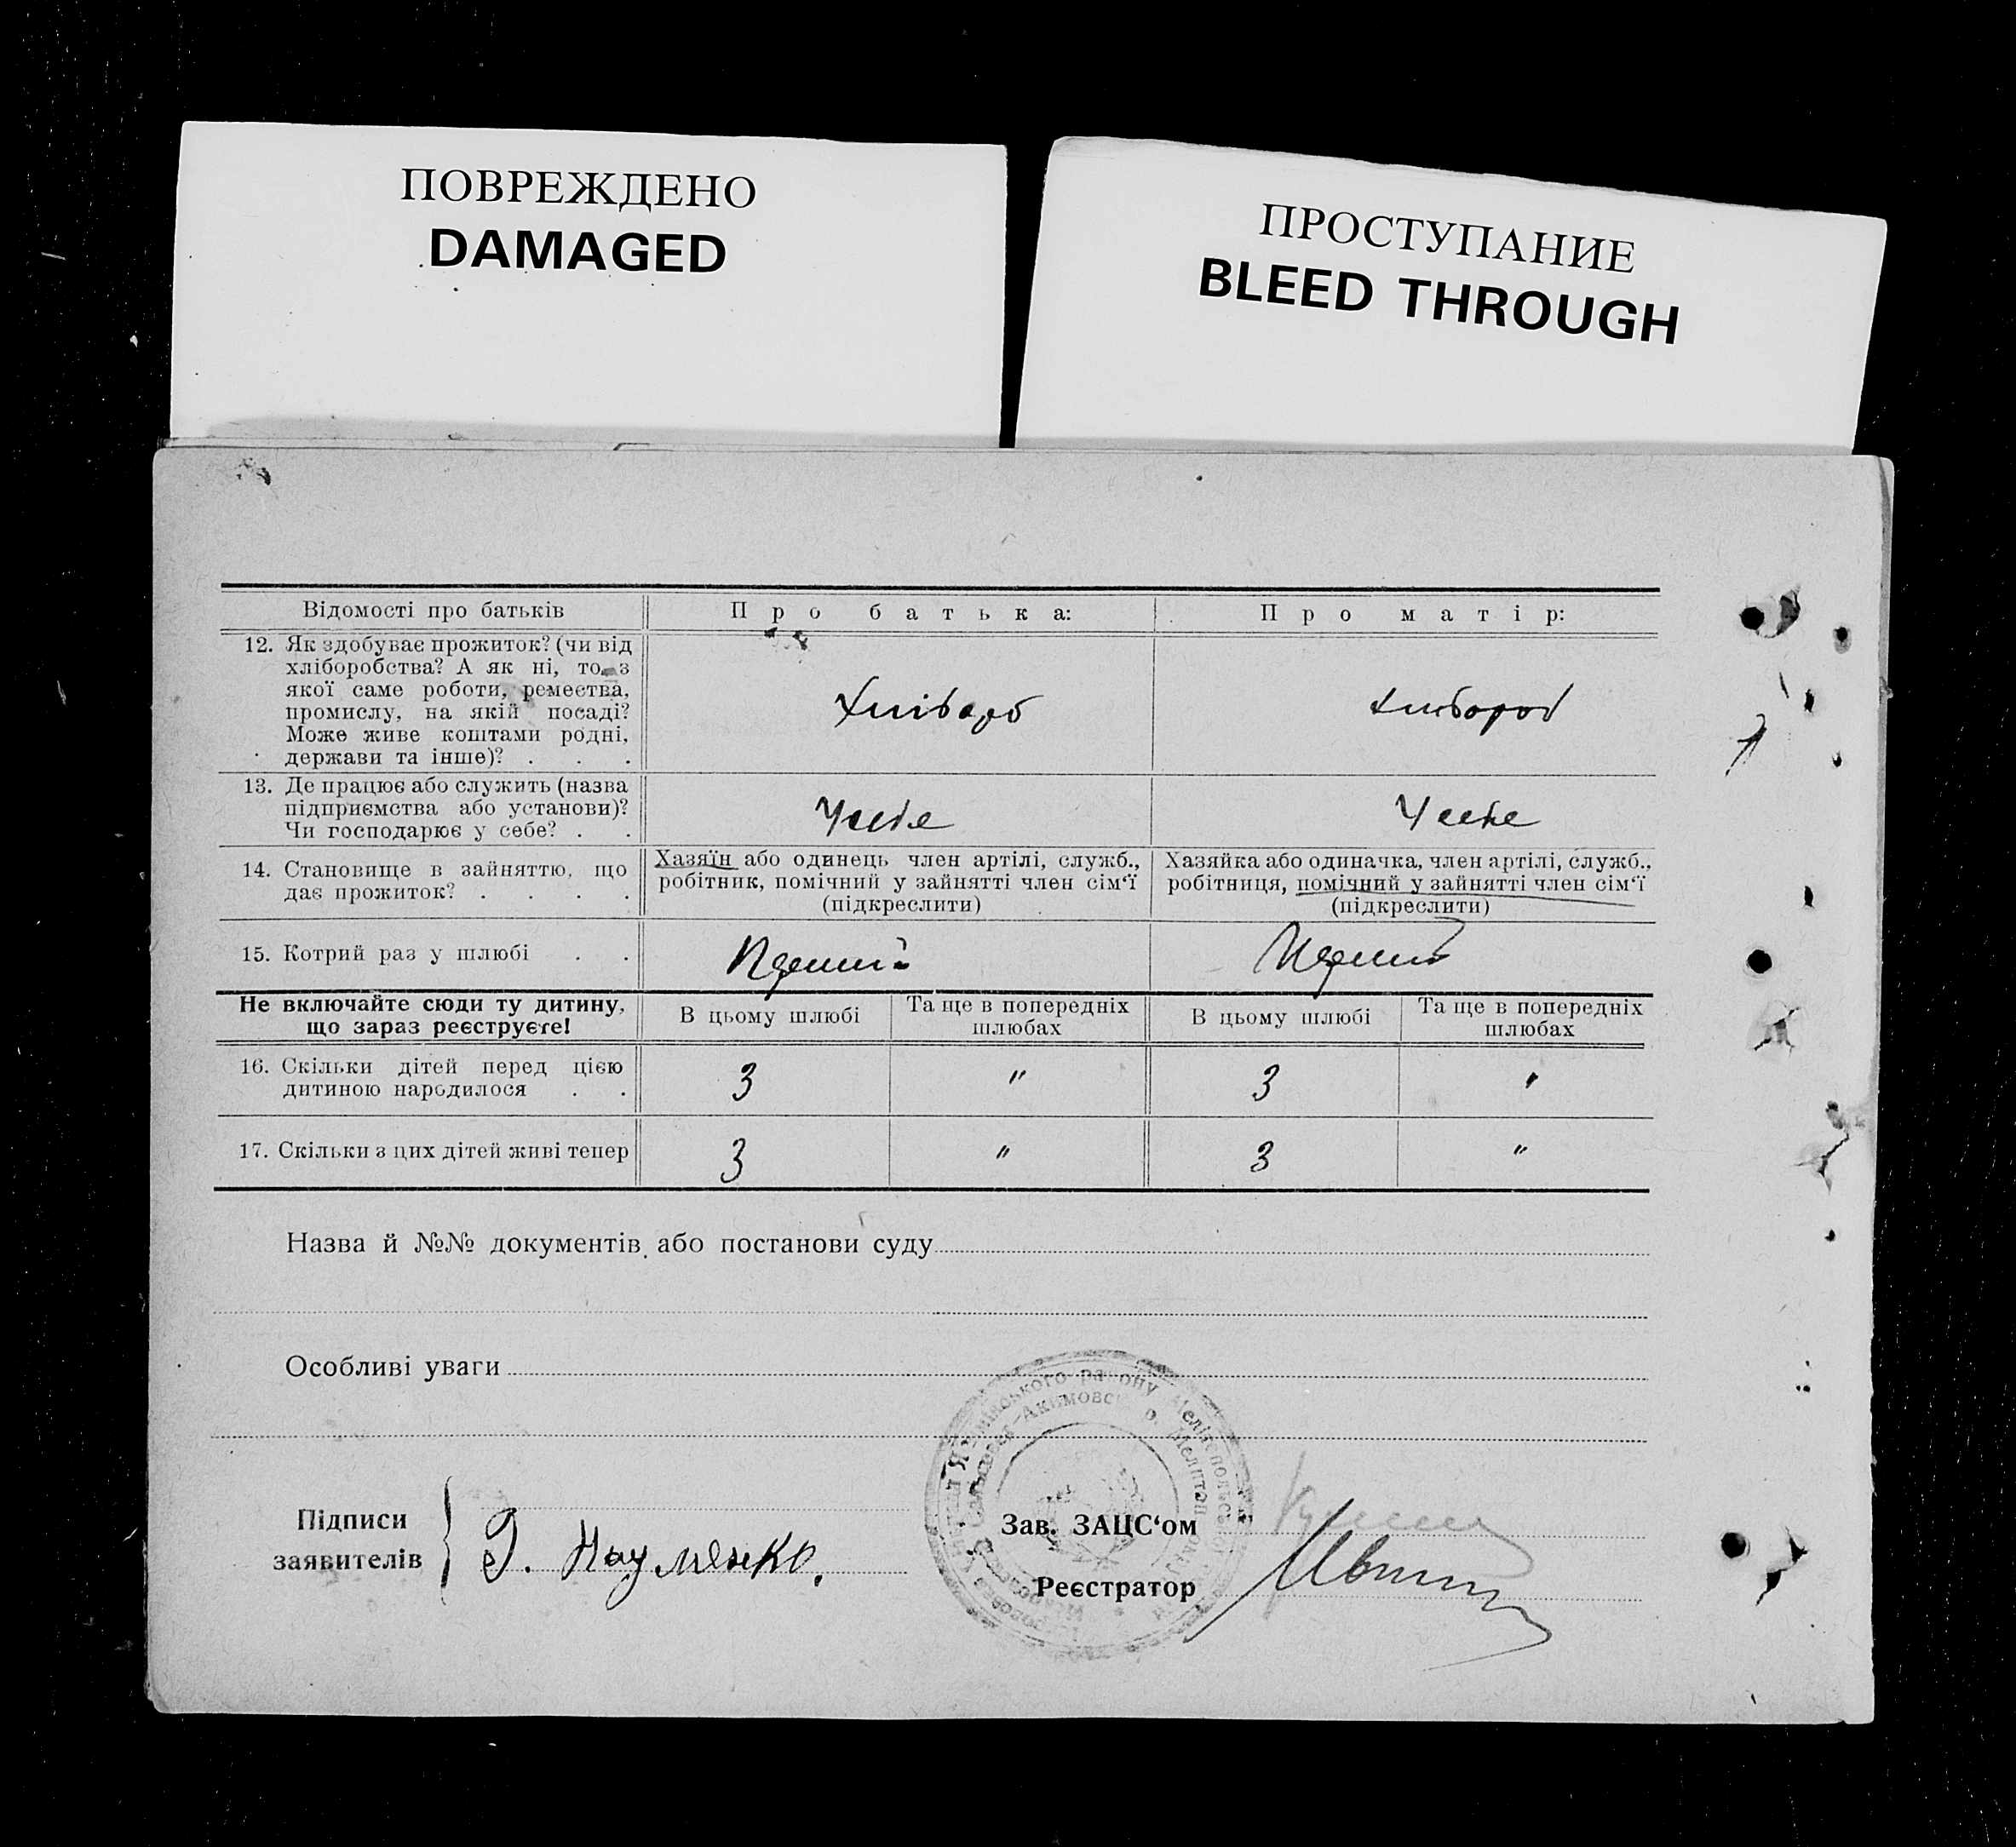 ПОВРЕЖДЕНО
DAMAGED
ПРОСТУПАНИЕ
BLEED THROUGH
Відомості про батьків
Про батька:
Про матір:
12. Як здобуває прожиток? (чи від
хліборобства? А як ні, то з
якої саме роботи, ремества,
промислу, на якій посаді?
Може живе коштами родні,
держави та інше)? . . .
Хлібороб
хлібороб
13. Де працює або служить (назва
підприємства або установи)?
Чи господарює у себе? . .
У себе
У себе
14. Становище в зайняттю, що
дає прожиток? . . . .
Хазяїн або одинець член артілі, служб.,
робітник, помічний у зайнятті член сім‘ї
(підкреслити)
Хазяйка або одиначка, член артілі, служб.,
робітниця, помічний у зайнятті член сім‘ї
(підкреслити)
15. Котрий раз у шлюбі . .
Не включайте сюди ту дитину,
що зараз реєструєте!
В цьому шлюбі
Та ще в попередніх
шлюбах
В цьому шлюбі
Та ще в попередніх
шлюбах
16. Скільки дітей перед цією
дитиною народилося . .
3
"
3
"
17. Скільки з цих дітей живі тепер
3
"
3
"
Назва й №№ документів або постанови суду
Особливі уваги
Підписи
заявителів
Науменко.
Зав. ЗАЦС‘ом
Реєстратор
району Мелітопольської